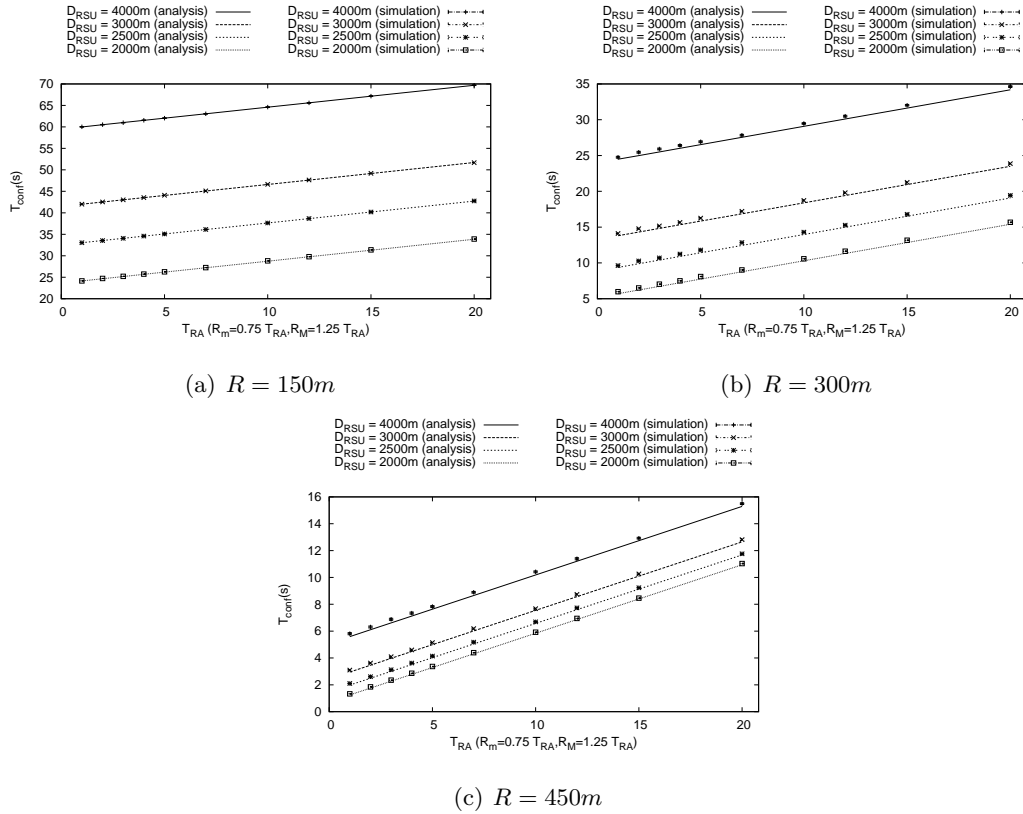 D_RSU = 4000m (analysis)
D_RSU = 3000m (analysis)
D_RSU = 2500m (analysis)
D_RSU = 2000m (analysis)
D_RSU = 4000m (simulation)
D_RSU = 3000m (simulation)
D_RSU = 2500m (simulation)
D_RSU = 2000m (simulation)
70
65
60
55
50
45
40
35
30
25
20
T_conf(s)
0 5 10 15 20
T_RA (R_m=0.75 T_RA,R_M=1.25 T_RA)
(a) R = 150m
D_RSU = 4000m (analysis)
D_RSU = 3000m (analysis)
D_RSU = 2500m (analysis)
D_RSU = 2000m (analysis)
D_RSU = 4000m (simulation)
D_RSU = 3000m (simulation)
D_RSU = 2500m (simulation)
D_RSU = 2000m (simulation)
35
30
25
20
15
10
5
T_conf(s)
0 5 10 15 20
T_RA (R_m=0.75 T_RA,R_M=1.25 T_RA)
(b) R = 300m
D_RSU = 4000m (analysis)
D_RSU = 3000m (analysis)
D_RSU = 2500m (analysis)
D_RSU = 2000m (analysis)
D_RSU = 4000m (simulation)
D_RSU = 3000m (simulation)
D_RSU = 2500m (simulation)
D_RSU = 2000m (simulation)
16
14
12
10
8
6
4
2
0
T_conf(s)
0 5 10 15 20
T_RA (R_m=0.75 T_RA,R_M=1.25 T_RA)
(c) R = 450m